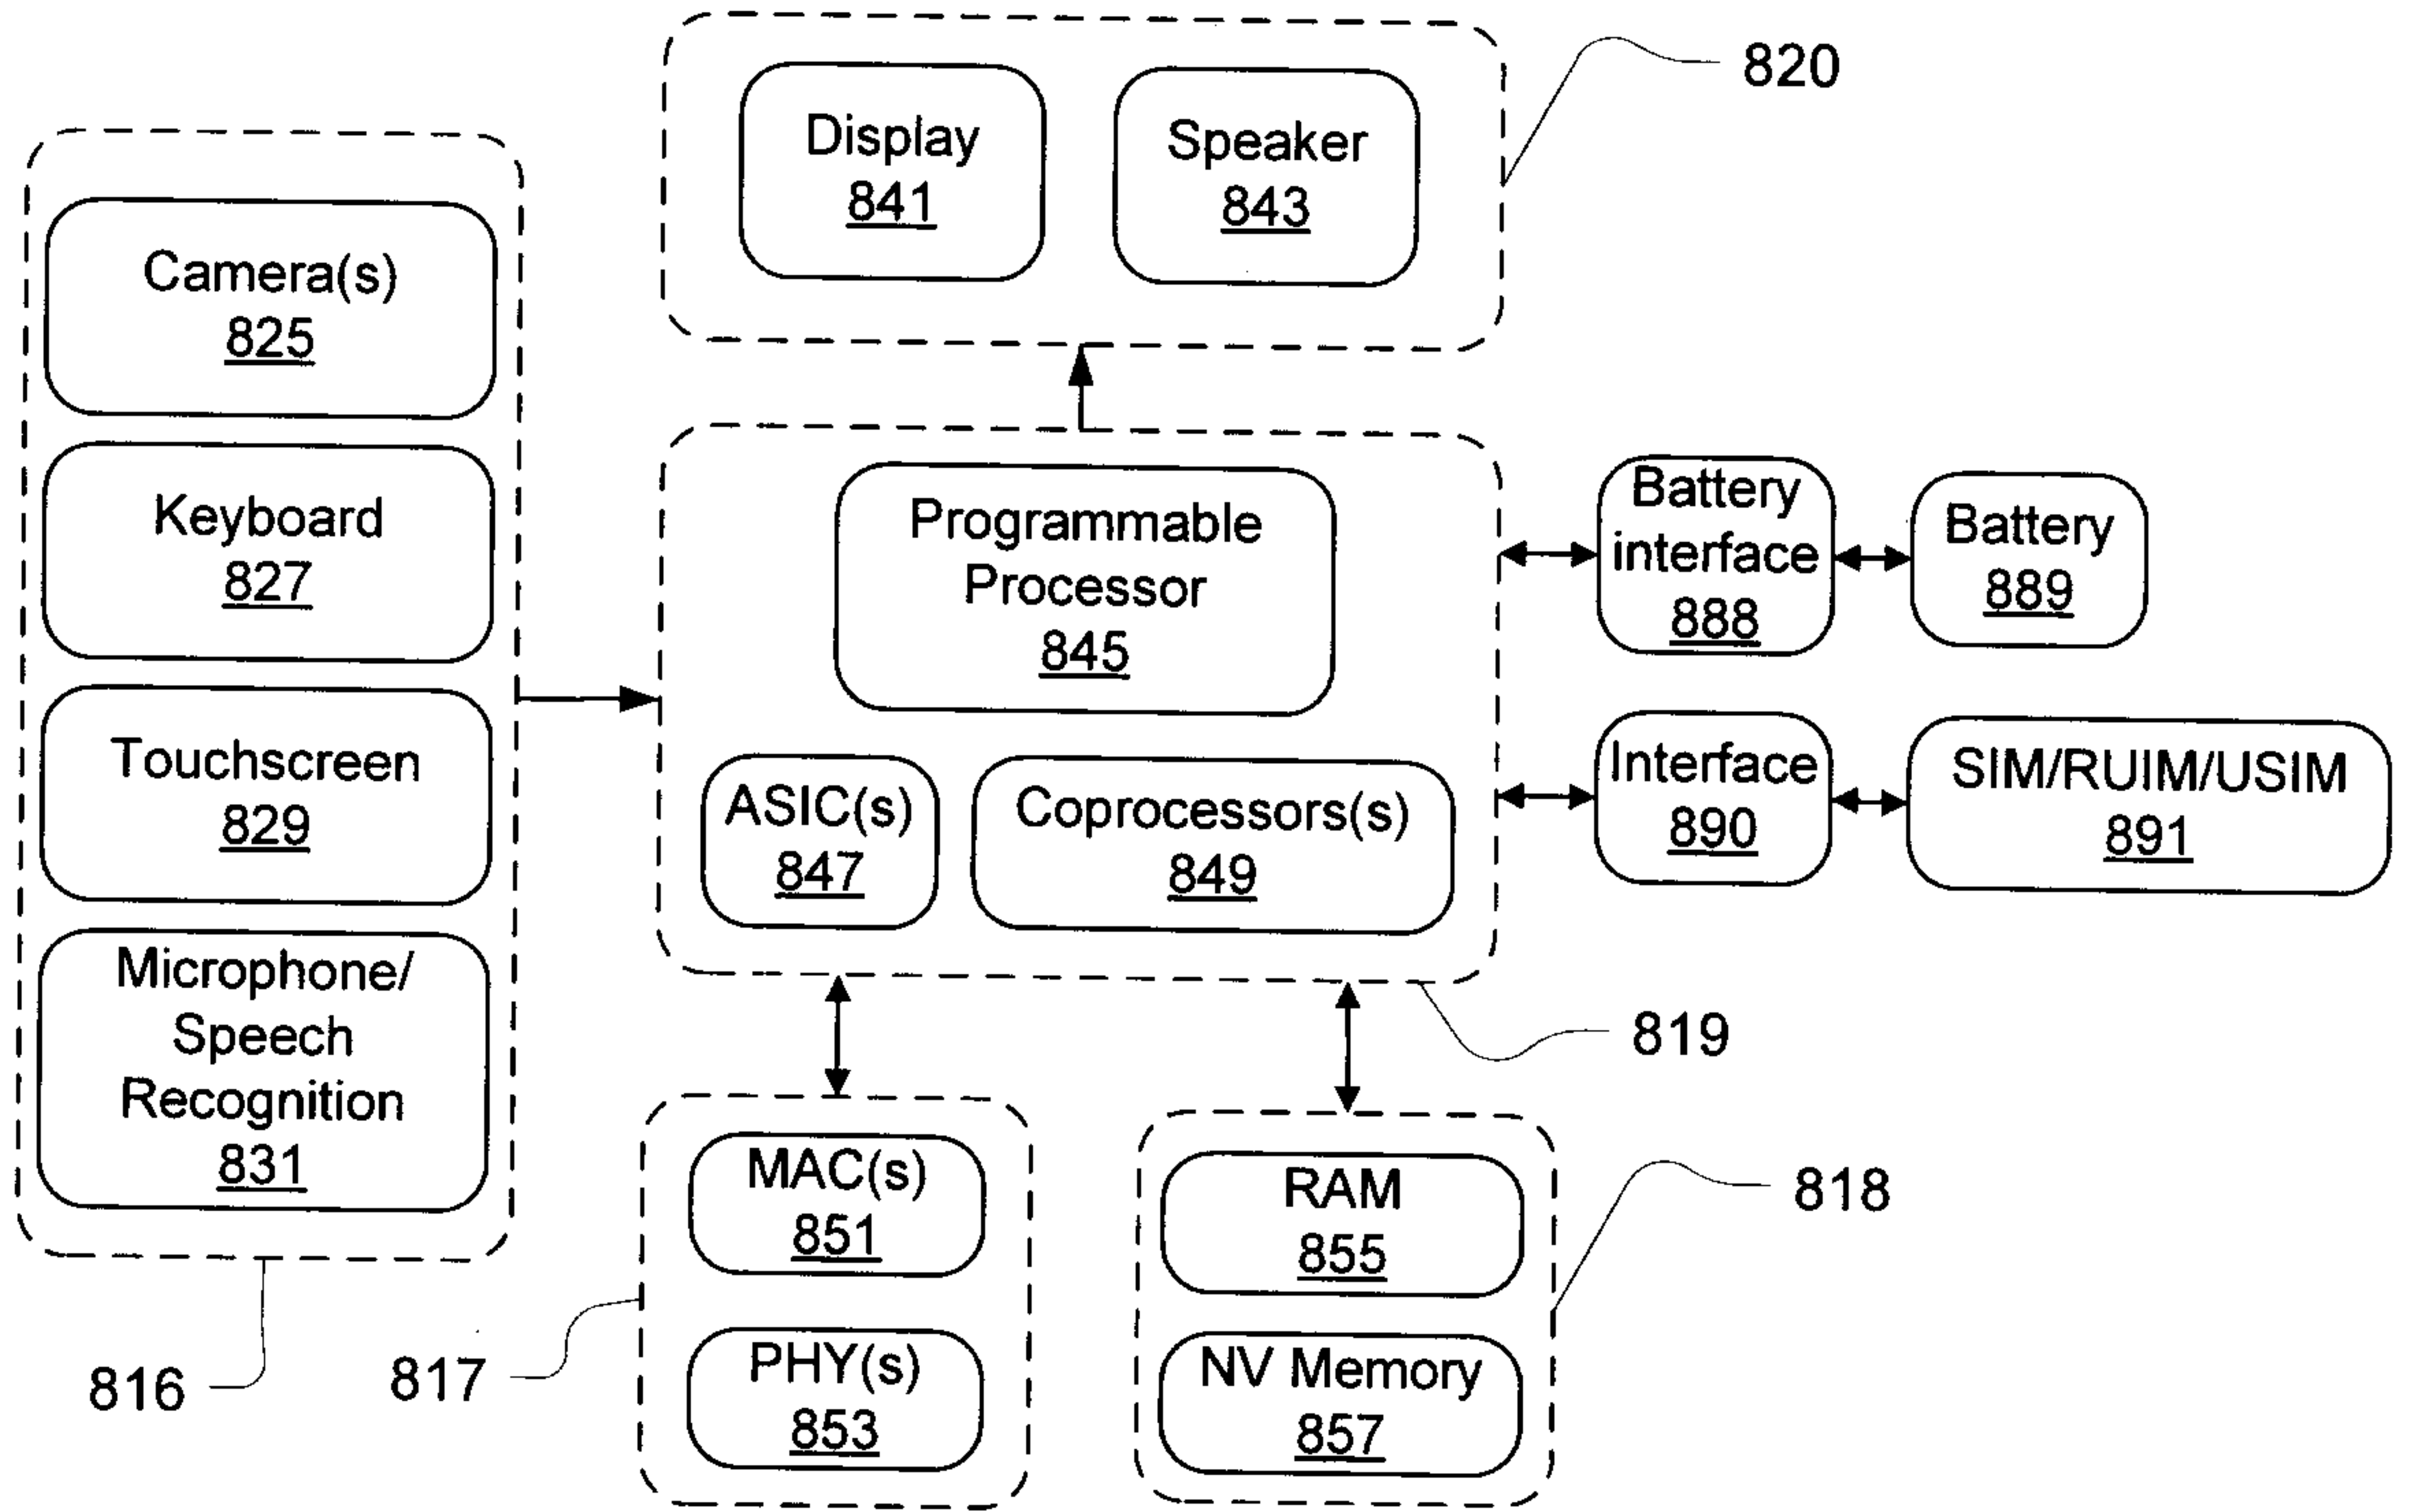 Display
841
Speaker
843
820
Camera(s)
825
Keyboard
827
Touchscreen
829
Microphone/
Speech
Recognition
831
816
Programmable
Processor
845
ASIC(s)
847
Coprocessors(s)
849
819
Battery
interface
888
Battery
889
Interface
890
SIM/RUIM/USIM
891
MAC(s)
851
PHY(s)
853
817
RAM
855
NV Memory
857
818